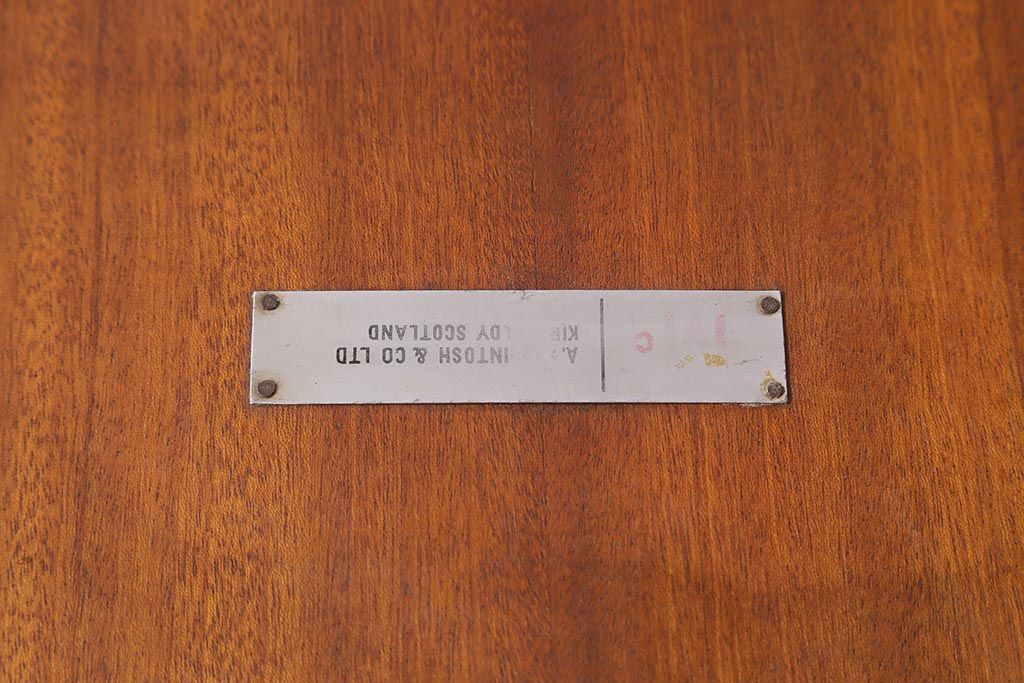 A. INTOSH & CO LTD
KIR LDY SCOTLAND